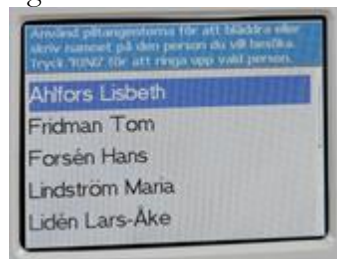 Använd piltangenterna för att bläddra eller
skriv namnet på den person du vill besöka.
Tryck "RING" för att ringa upp vald person.
Ahlfors Lisbeth
Fridman Tom
Forsén Hans
Lindström Maria
Lidén Lars-Åke